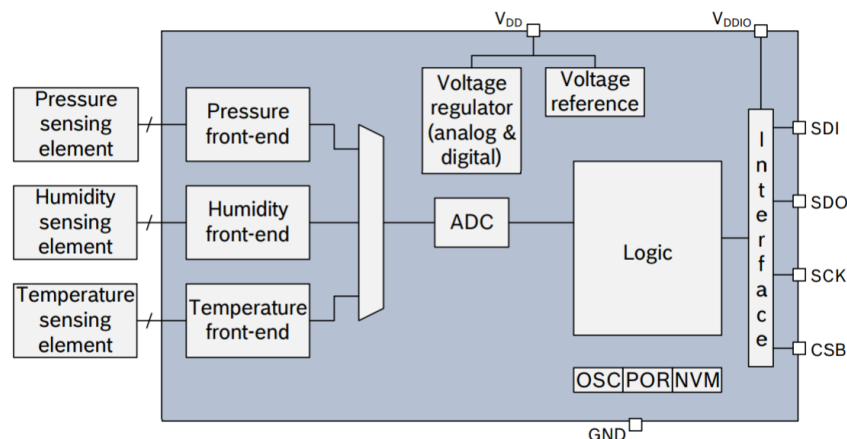 VDD
VDDIO
Pressure
sensing
element
Pressure
front-end
Voltage
regulator
(analog &
digital)
Voltage
reference
Humidity
sensing
element
Humidity
front-end
ADC
Logic
Interface
SDI
SDO
SCK
CSB
Temperature
sensing
element
Temperature
front-end
OSC POR NVM
GND